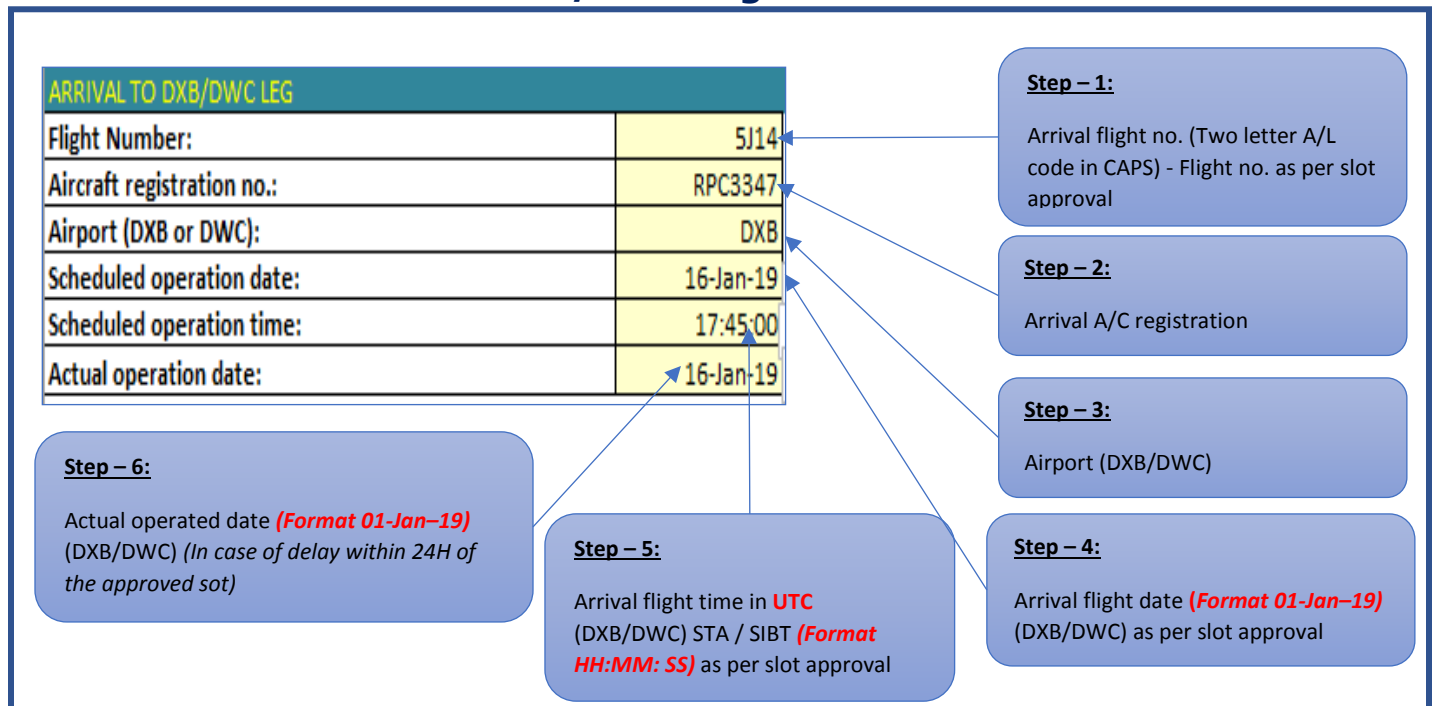 ARRIVAL TO DXB/DWC LEG
Flight Number: 5J14
Aircraft registration no.: RPC3347
Airport (DXB or DWC): DXB
Scheduled operation date: 16-Jan-19
Scheduled operation time: 17:45:00
Actual operation date: 16-Jan-19
Step – 1:
Arrival flight no. (Two letter A/L
code in CAPS) - Flight no. as per slot
approval
Step – 2:
Arrival A/C registration
Step – 3:
Airport (DXB/DWC)
Step – 4:
Arrival flight date (Format 01-Jan–19)
(DXB/DWC) as per slot approval
Step – 5:
Arrival flight time in UTC
(DXB/DWC) STA / SIBT (Format
HH:MM: SS) as per slot approval
Step – 6:
Actual operated date (Format 01-Jan–19)
(DXB/DWC) (In case of delay within 24H of
the approved sot)